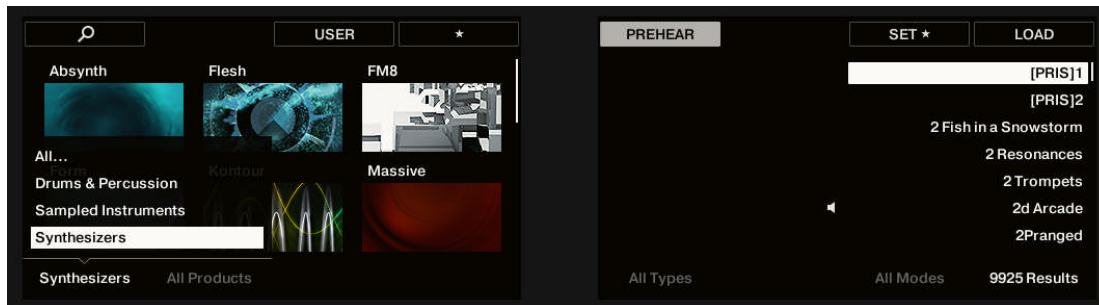 USER
★
Absynth
Flesh
FM8
All...
Form
Kontour
Massive
Drums & Percussion
Sampled Instruments
Synthesizers
Synthesizers
All Products
PREHEAR
SET ★
LOAD
[PRIS]1
[PRIS]2
2 Fish in a Snowstorm
2 Resonances
2 Trompets
2d Arcade
2Pranged
All Types
All Modes
9925 Results